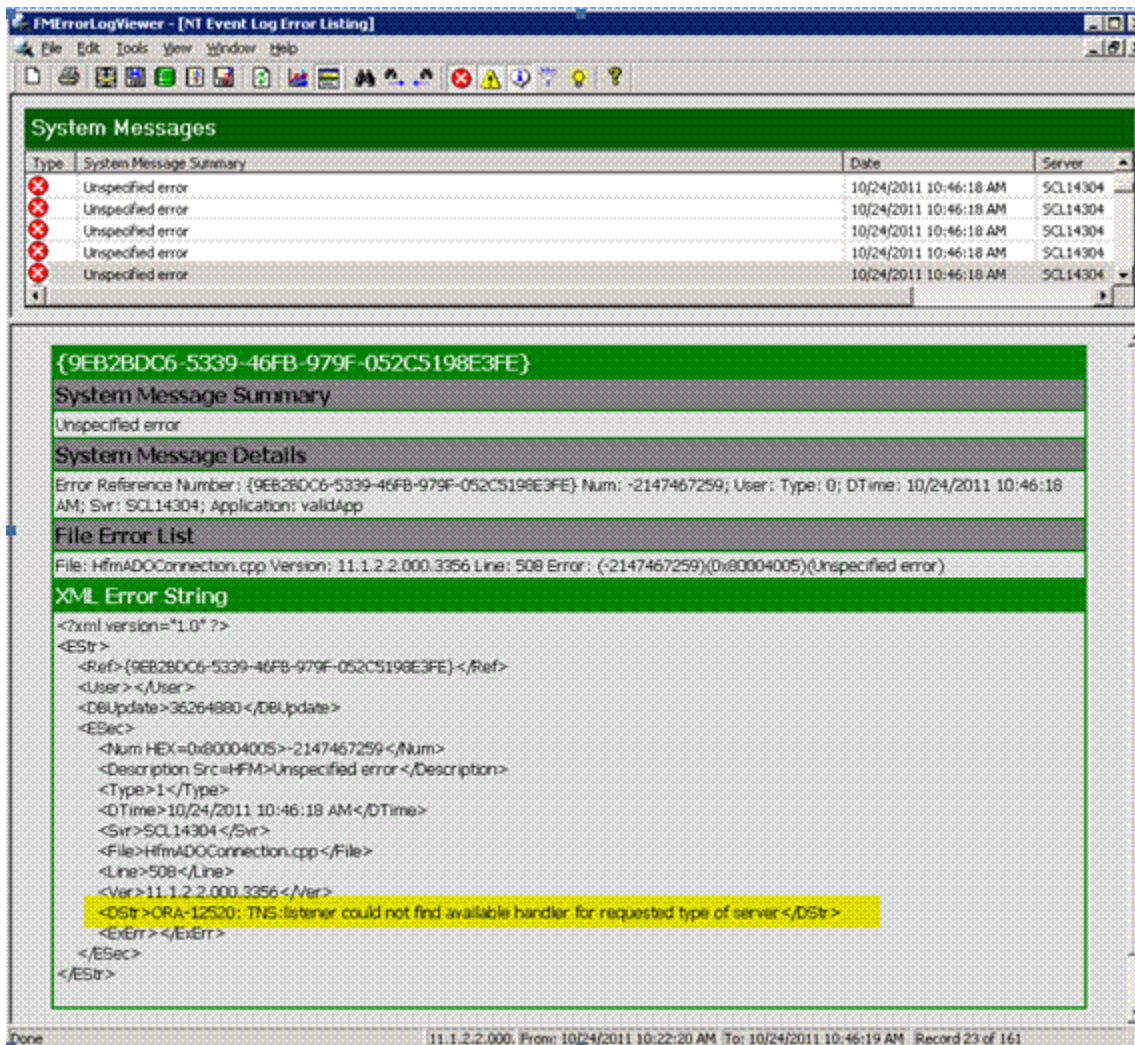 FMErrorLogViewer - [NT Event Log Error Listing]
File Edit Tools View Window Help
System Messages
Type System Message Summary Date Server
Unspecified error 10/24/2011 10:46:18 AM SCL14304
Unspecified error 10/24/2011 10:46:18 AM SCL14304
Unspecified error 10/24/2011 10:46:18 AM SCL14304
Unspecified error 10/24/2011 10:46:18 AM SCL14304
Unspecified error 10/24/2011 10:46:18 AM SCL14304
{9EB2BDC6-5339-46FB-979F-052C5198E3FE}
System Message Summary
Unspecified error
System Message Details
Error Reference Number: {9EB2BDC6-5339-46FB-979F-052C5198E3FE} Num: -2147467259; User: Type: 0; DTime: 10/24/2011 10:46:18
AM; Svr: SCL14304; Application: validApp
File Error List
File: HfmADOConnection.cpp Version: 11.1.2.2.000.3356 Line: 508 Error: (-2147467259)(0x80004005)(Unspecified error)
XML Error String
<?xml version="1.0" ?>
<EStr>
<Ref>{9EB2BDC6-5339-46FB-979F-052C5198E3FE}</Ref>
<User></User>
<DBUpdate>36264880</DBUpdate>
<ESec>
<Num HEX=0x80004005>-2147467259</Num>
<Description Src=HFM>Unspecified error</Description>
<Type>1</Type>
<DTime>10/24/2011 10:46:18 AM</DTime>
<Svr>SCL14304</Svr>
<File>HfmADOConnection.cpp</File>
<Line>508</Line>
<Ver>11.1.2.2.000.3356</Ver>
<DStr>ORA-12520: TNS:listener could not find available handler for requested type of server</DStr>
<ExErr></ExErr>
</ESec>
</EStr>
Done 11.1.2.2.000. From: 10/24/2011 10:22:20 AM To: 10/24/2011 10:46:19 AM Record 23 of 161